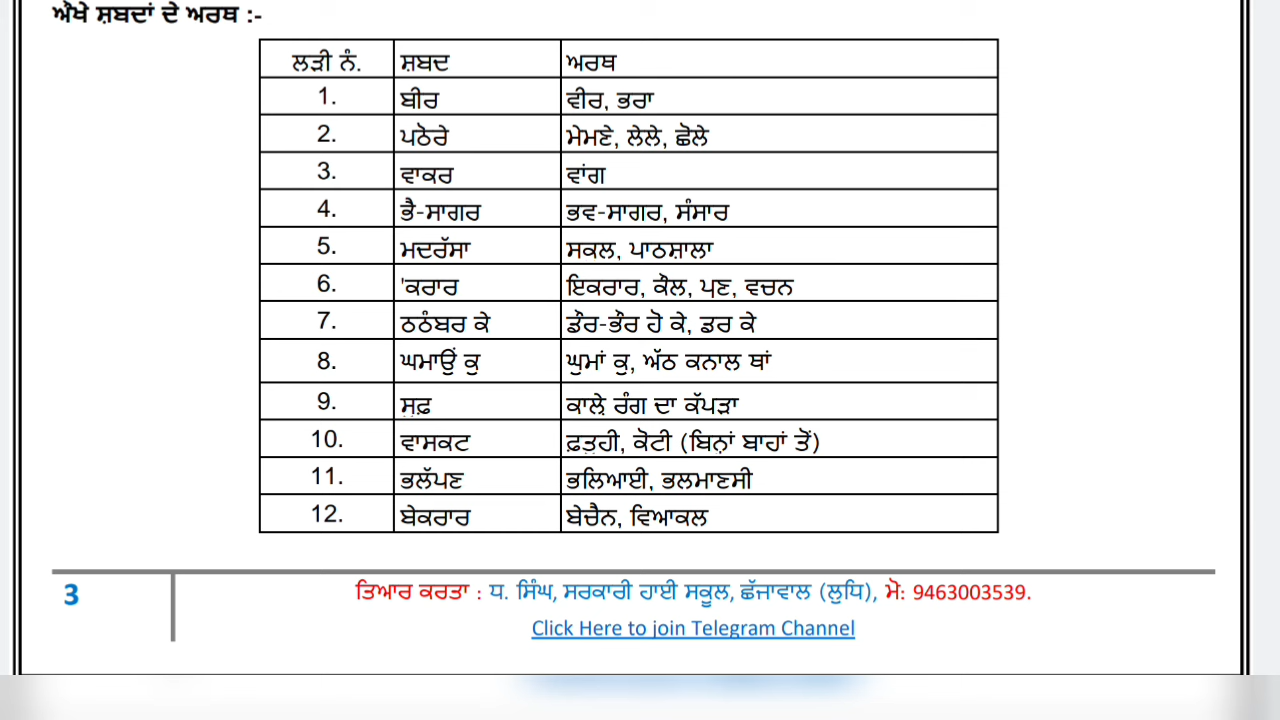 ਔਖੇ ਸ਼ਬਦਾਂ ਦੇ ਅਰਥ :-
ਲੜੀ ਨੰ. ਸ਼ਬਦ ਅਰਥ
1. ਬੀਰ ਵੀਰ, ਭਰਾ
2. ਪਠੋਰੇ ਮੇਮਣੇ, ਲੇਲੇ, ਛੋਲੇ
3. ਵਾਕਰ ਵਾਂਗ
4. ਭੈ-ਸਾਗਰ ਭਵ-ਸਾਗਰ, ਸੰਸਾਰ
5. ਮਦਰੱਸਾ ਸਕਲ, ਪਾਠਸ਼ਾਲਾ
6. 'ਕਰਾਰ ਇਕਰਾਰ, ਕੌਲ, ਪ੍ਰਣ, ਵਚਨ
7. ਠਠੰਬਰ ਕੇ ਡੌਰ-ਭੌਰ ਹੋ ਕੇ, ਡਰ ਕੇ
8. ਘਮਾਉਂ ਕੁ ਘੁਮਾਂ ਕੁ, ਅੱਠ ਕਨਾਲ ਥਾਂ
9. ਸੂਫ਼ ਕਾਲ਼ੇ ਰੰਗ ਦਾ ਕੱਪੜਾ
10. ਵਾਸਕਟ ਫ਼ਤੂਹੀ, ਕੋਟੀ (ਬਿਨਾਂ ਬਾਹਾਂ ਤੋਂ)
11. ਭਲੱਪਣ ਭਲਿਆਈ, ਭਲਮਾਣਸੀ
12. ਬੇਕਰਾਰ ਬੇਚੈਨ, ਵਿਆਕਲ
3 ਤਿਆਰ ਕਰਤਾ : ਧ. ਸਿੰਘ, ਸਰਕਾਰੀ ਹਾਈ ਸਕੂਲ, ਛੱਜਾਵਾਲ (ਲੁਧਿ), ਮੋ: 9463003539.
Click Here to join Telegram Channel